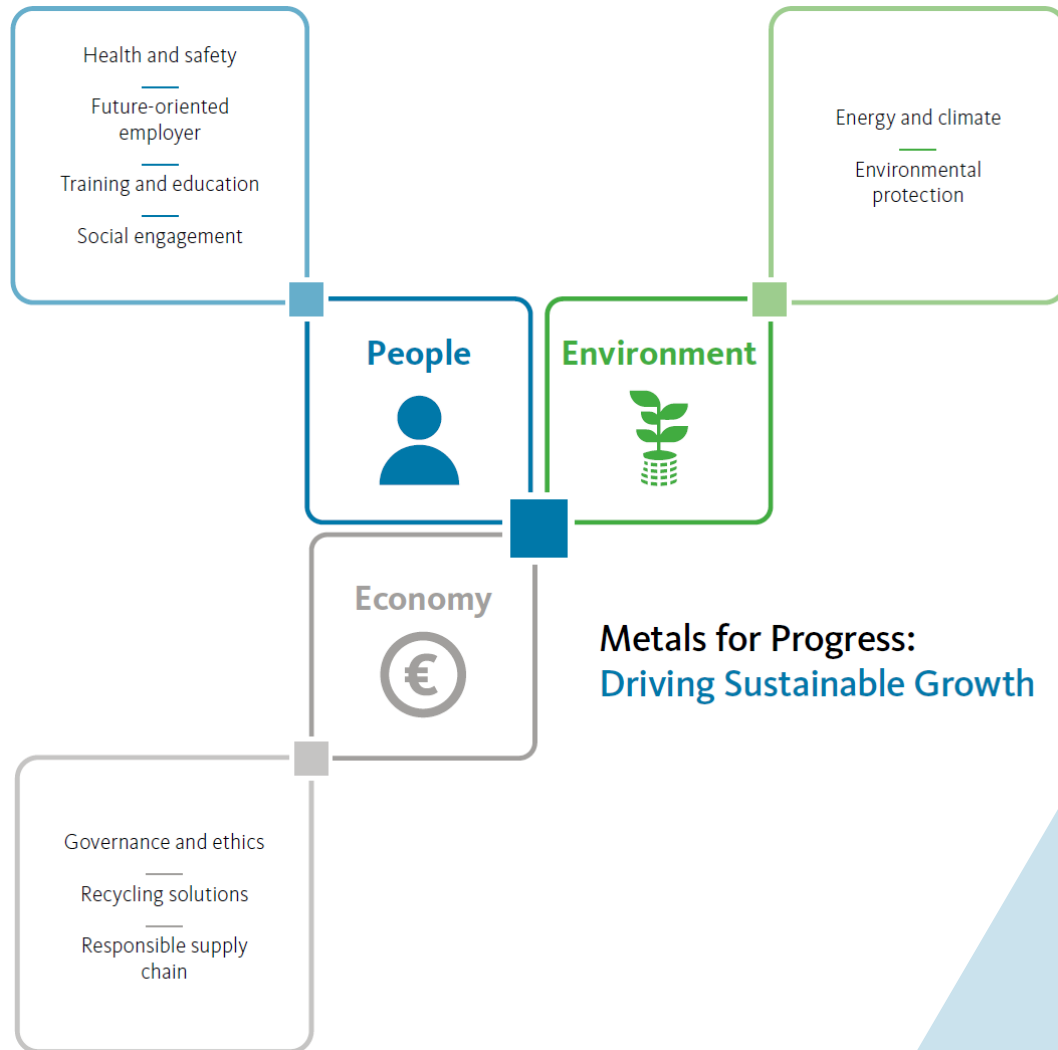 Health and safety
Future-oriented
employer
Training and education
Social engagement
Energy and climate
Environmental
protection
People
Environment
Economy
€
Metals for Progress:
Driving Sustainable Growth
Governance and ethics
Recycling solutions
Responsible supply
chain